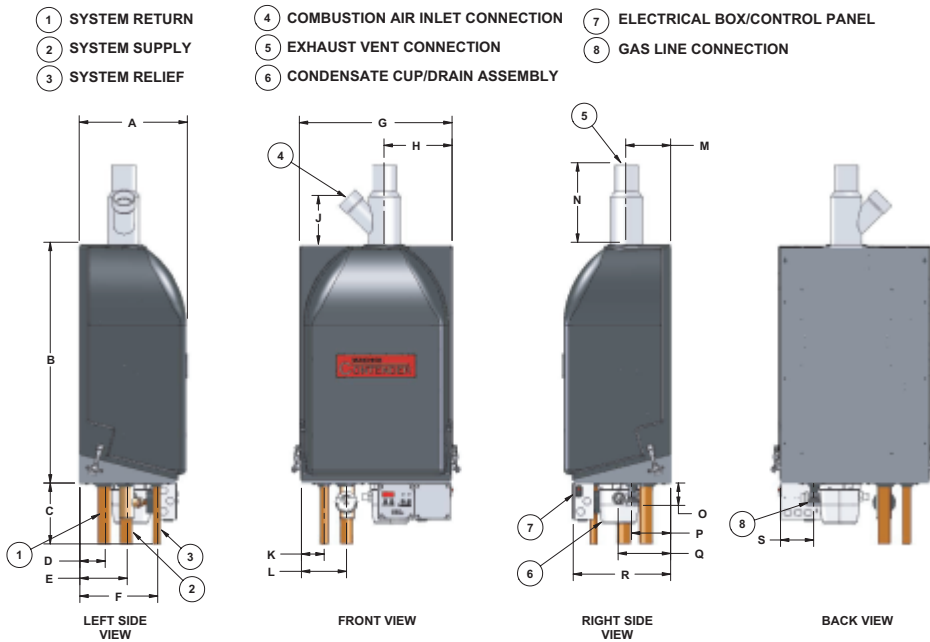 1 SYSTEM RETURN
2 SYSTEM SUPPLY
3 SYSTEM RELIEF
4 COMBUSTION AIR INLET CONNECTION
5 EXHAUST VENT CONNECTION
6 CONDENSATE CUP/DRAIN ASSEMBLY
7 ELECTRICAL BOX/CONTROL PANEL
8 GAS LINE CONNECTION
A
B
C
D
E
F
1
2
3
LEFT SIDE
VIEW
G
H
4
J
CONTENDER
K
L
FRONT VIEW
5
M
N
O
P
Q
R
7
6
RIGHT SIDE
VIEW
8
S
BACK VIEW